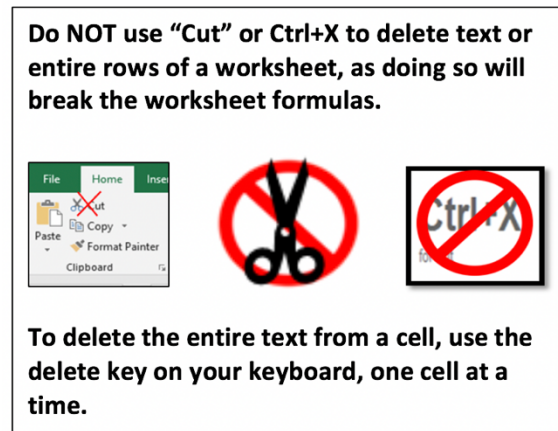 Do NOT use “Cut” or Ctrl+X to delete text or
entire rows of a worksheet, as doing so will
break the worksheet formulas.
File Home Inser
Cut
Copy
Paste
Format Painter
Clipboard
Ctrl+X
To delete the entire text from a cell, use the
delete key on your keyboard, one cell at a
time.